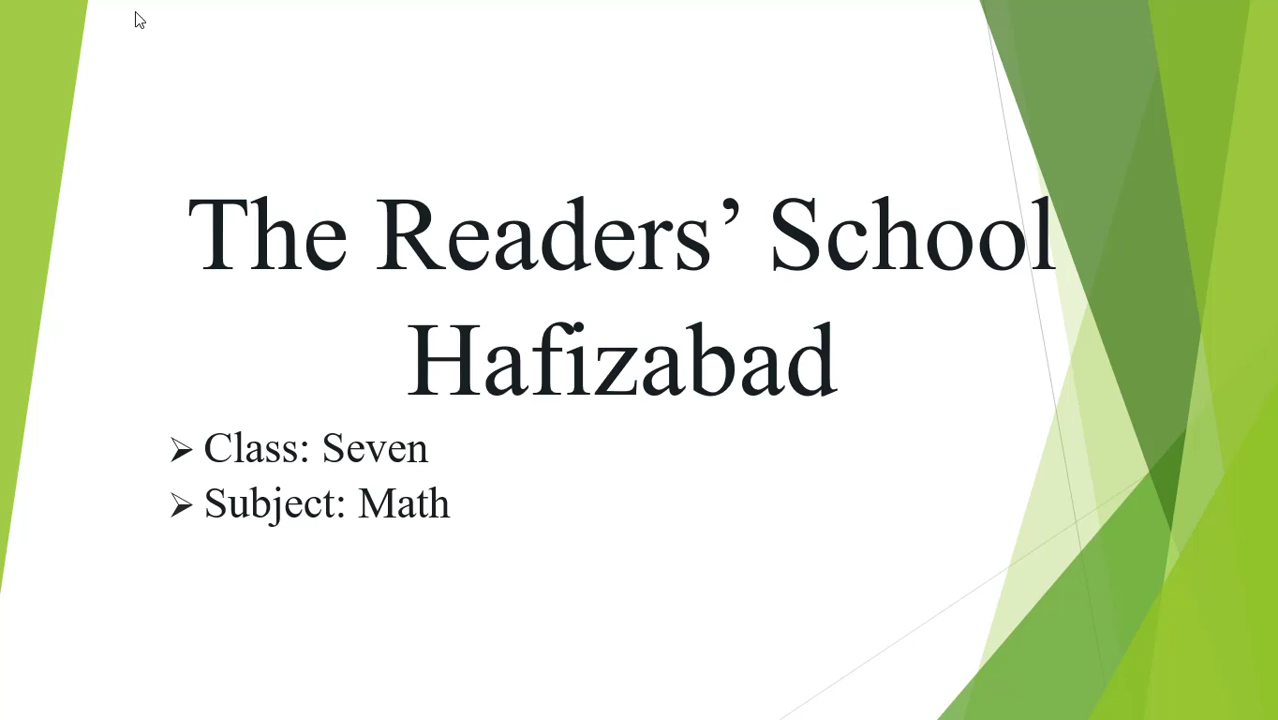 The Readers’ School
Hafizabad
➢ Class: Seven
➢ Subject: Math